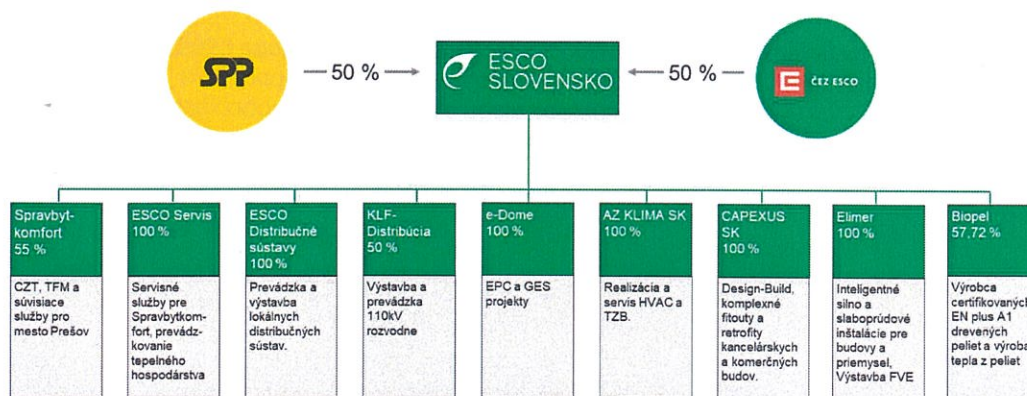 SPP
50 %
ESCO
SLOVENSKO
50 %
ČEZ ESCO
Spravbyt-
komfort
55 %
CZT, TFM a
súvisiace
služby pro
mesto Prešov
ESCO Servis
100 %
Servisné
služby pre
Spravbytkom-
fort, prevádz-
kovanie
tepelného
hospodárstva
ESCO
Distribučné
sústavy
100 %
Prevádzka a
výstavba
lokálnych
distribučných
sústav.
KLF-
Distribúcia
50 %
Výstavba a
prevádzka
110kV
rozvodne
e-Dome
100 %
EPC a GES
projekty
AZ KLIMA SK
100 %
Realizácia a
servis HVAC a
TZB.
CAPEXUS
SK
100 %
Design-Build,
komplexné
fitouty a
retrofity
kancelárskych
a komerčných
budov.
Elimer
100 %
Inteligentné
silno a
slaboprúdové
inštalácie pre
budovy a
priemysel,
Výstavba FVE
Biopel
57,72 %
Výrobca
certifikovaných
EN plus A1
drevených
peliet a výroba
tepla z peliet